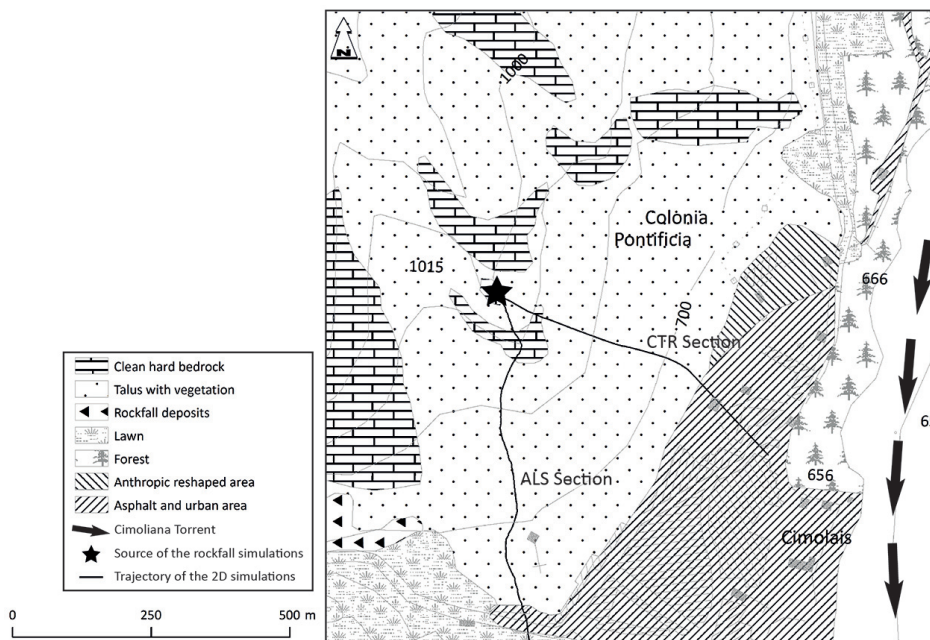 N
1000
Colonia
Pontificia
1015
666
700
CTR Section
ALS Section
656
Cimolais
Clean hard bedrock
Talus with vegetation
Rockfall deposits
Lawn
Forest
Anthropic reshaped area
Asphalt and urban area
Cimoliana Torrent
Source of the rockfall simulations
Trajectory of the 2D simulations
0 250 500 m